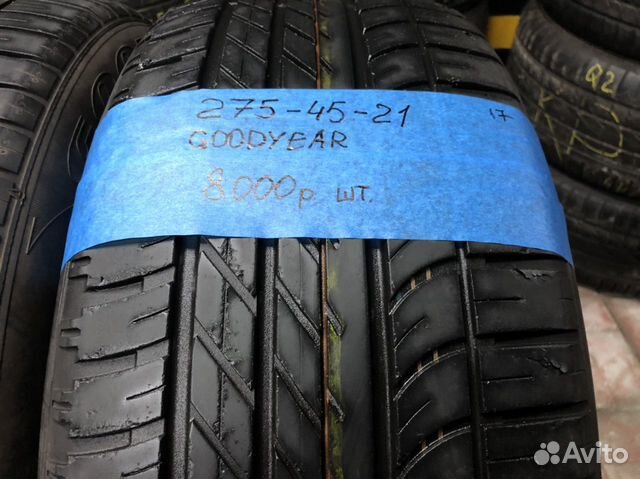 275-45-21 17
GOODYEAR
8.000р шт.
Q2
Avito